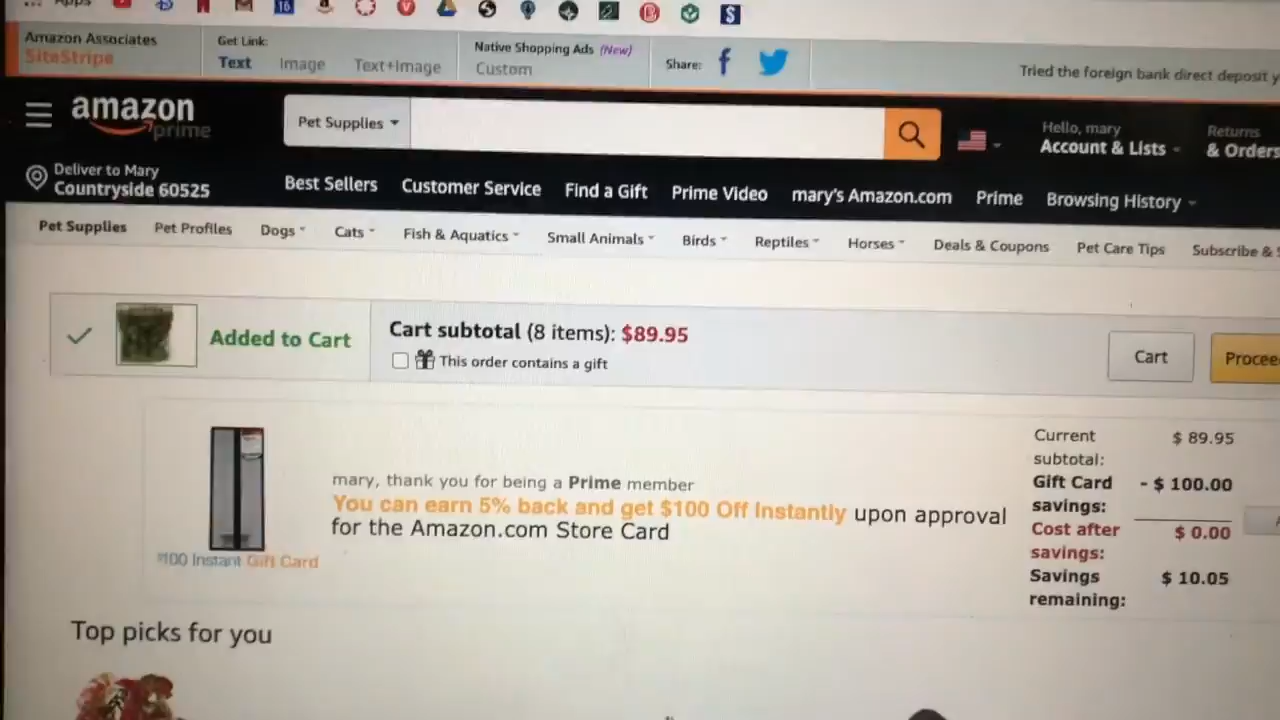 Apps
16
Amazon Associates
SiteStripe
Get Link:
Text Image Text+Image
Native Shopping Ads (New)
Custom
Share:
Tried the foreign bank direct deposit
amazon
prime
Pet Supplies
Hello, mary
Account & Lists
Returns
& Orders
Deliver to Mary
Countryside 60525
Best Sellers Customer Service Find a Gift Prime Video mary's Amazon.com Prime Browsing History
Pet Supplies Pet Profiles Dogs Cats Fish & Aquatics Small Animals Birds Reptiles Horses Deals & Coupons Pet Care Tips Subscribe &
Added to Cart
Cart subtotal (8 items): $89.95
This order contains a gift
Cart
Procee
mary, thank you for being a Prime member
You can earn 5% back and get $100 Off Instantly upon approval
for the Amazon.com Store Card
$100 Instant Gift Card
Current subtotal: $ 89.95
Gift Card savings: - $ 100.00
Cost after savings: $ 0.00
Savings remaining: $ 10.05
Top picks for you